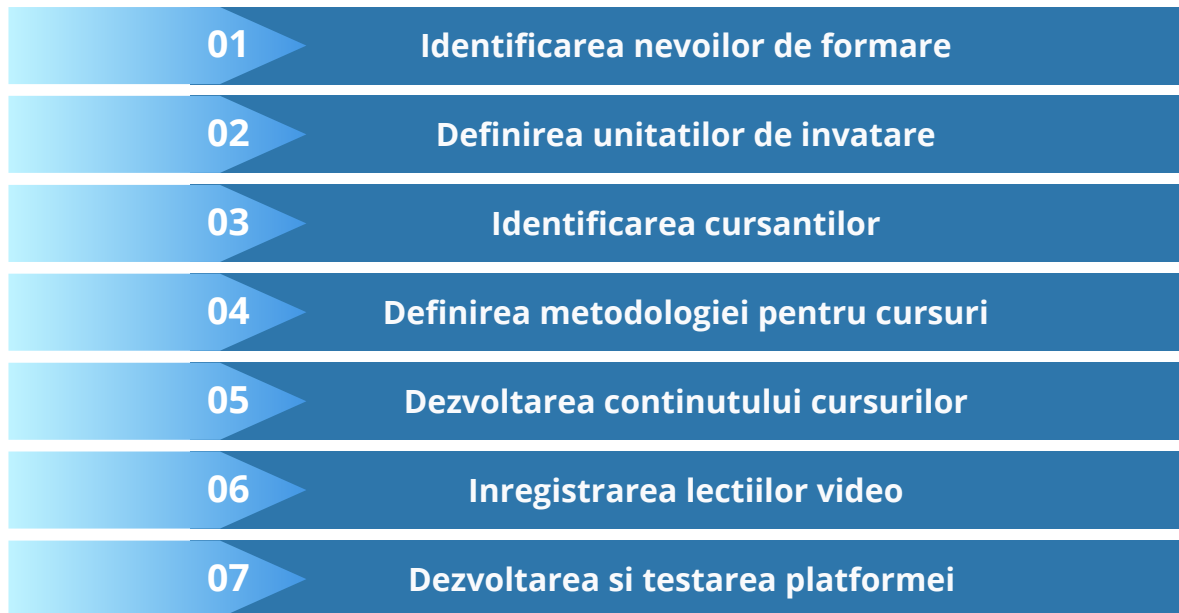 01 Identificarea nevoilor de formare
02 Definirea unitatilor de invatare
03 Identificarea cursantilor
04 Definirea metodologiei pentru cursuri
05 Dezvoltarea continutului cursurilor
06 Inregistrarea lectiilor video
07 Dezvoltarea si testarea platformei